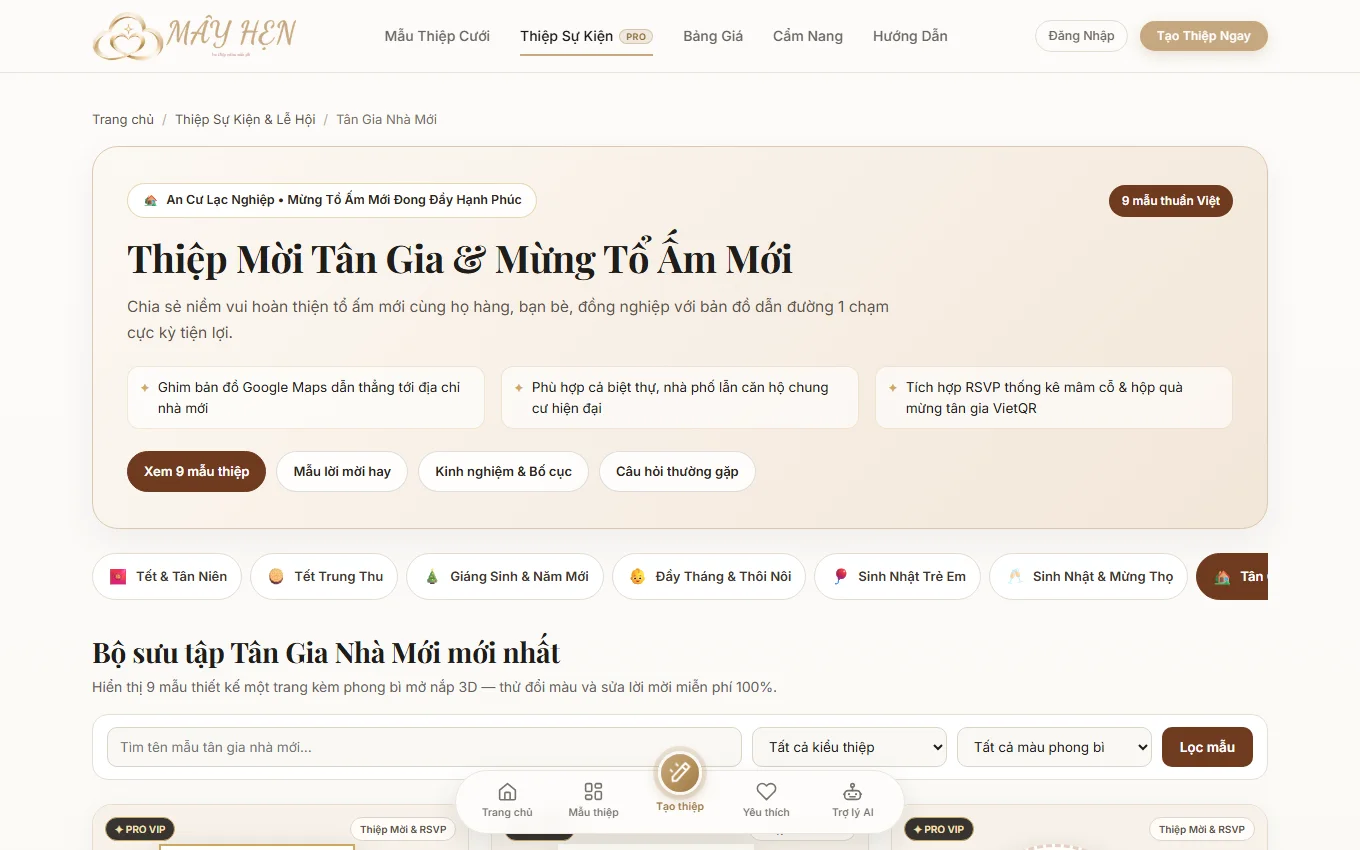 MÂY HẸN
Mẫu Thiệp Cưới
Thiệp Sự Kiện PRO
Bảng Giá
Cẩm Nang
Hướng Dẫn
Đăng Nhập
Tạo Thiệp Ngay
Trang chủ / Thiệp Sự Kiện & Lễ Hội / Tân Gia Nhà Mới
An Cư Lạc Nghiệp • Mừng Tổ Ấm Mới Đong Đầy Hạnh Phúc
9 mẫu thuần Việt
Thiệp Mời Tân Gia & Mừng Tổ Ấm Mới
Chia sẻ niềm vui hoàn thiện tổ ấm mới cùng họ hàng, bạn bè, đồng nghiệp với bản đồ dẫn đường 1 chạm
cực kỳ tiện lợi.
Ghim bản đồ Google Maps dẫn thẳng tới địa chỉ
nhà mới
Phù hợp cả biệt thự, nhà phố lẫn căn hộ chung
cư hiện đại
Tích hợp RSVP thống kê mâm cỗ & hộp quà
mừng tân gia VietQR
Xem 9 mẫu thiệp
Mẫu lời mời hay
Kinh nghiệm & Bố cục
Câu hỏi thường gặp
Tết & Tân Niên
Tết Trung Thu
Giáng Sinh & Năm Mới
Đầy Tháng & Thôi Nôi
Sinh Nhật Trẻ Em
Sinh Nhật & Mừng Thọ
Tân
Bộ sưu tập Tân Gia Nhà Mới mới nhất
Hiển thị 9 mẫu thiết kế một trang kèm phong bì mở nắp 3D — thử đổi màu và sửa lời mời miễn phí 100%.
Tìm tên mẫu tân gia nhà mới...
Tất cả kiểu thiệp
Tất cả màu phong bì
Lọc mẫu
Trang chủ
Mẫu thiệp
Tạo thiệp
Yêu thích
Trợ lý AI
✦ PRO VIP
Thiệp Mời & RSVP
✦ PRO VIP
Thiệp Mời & RSVP